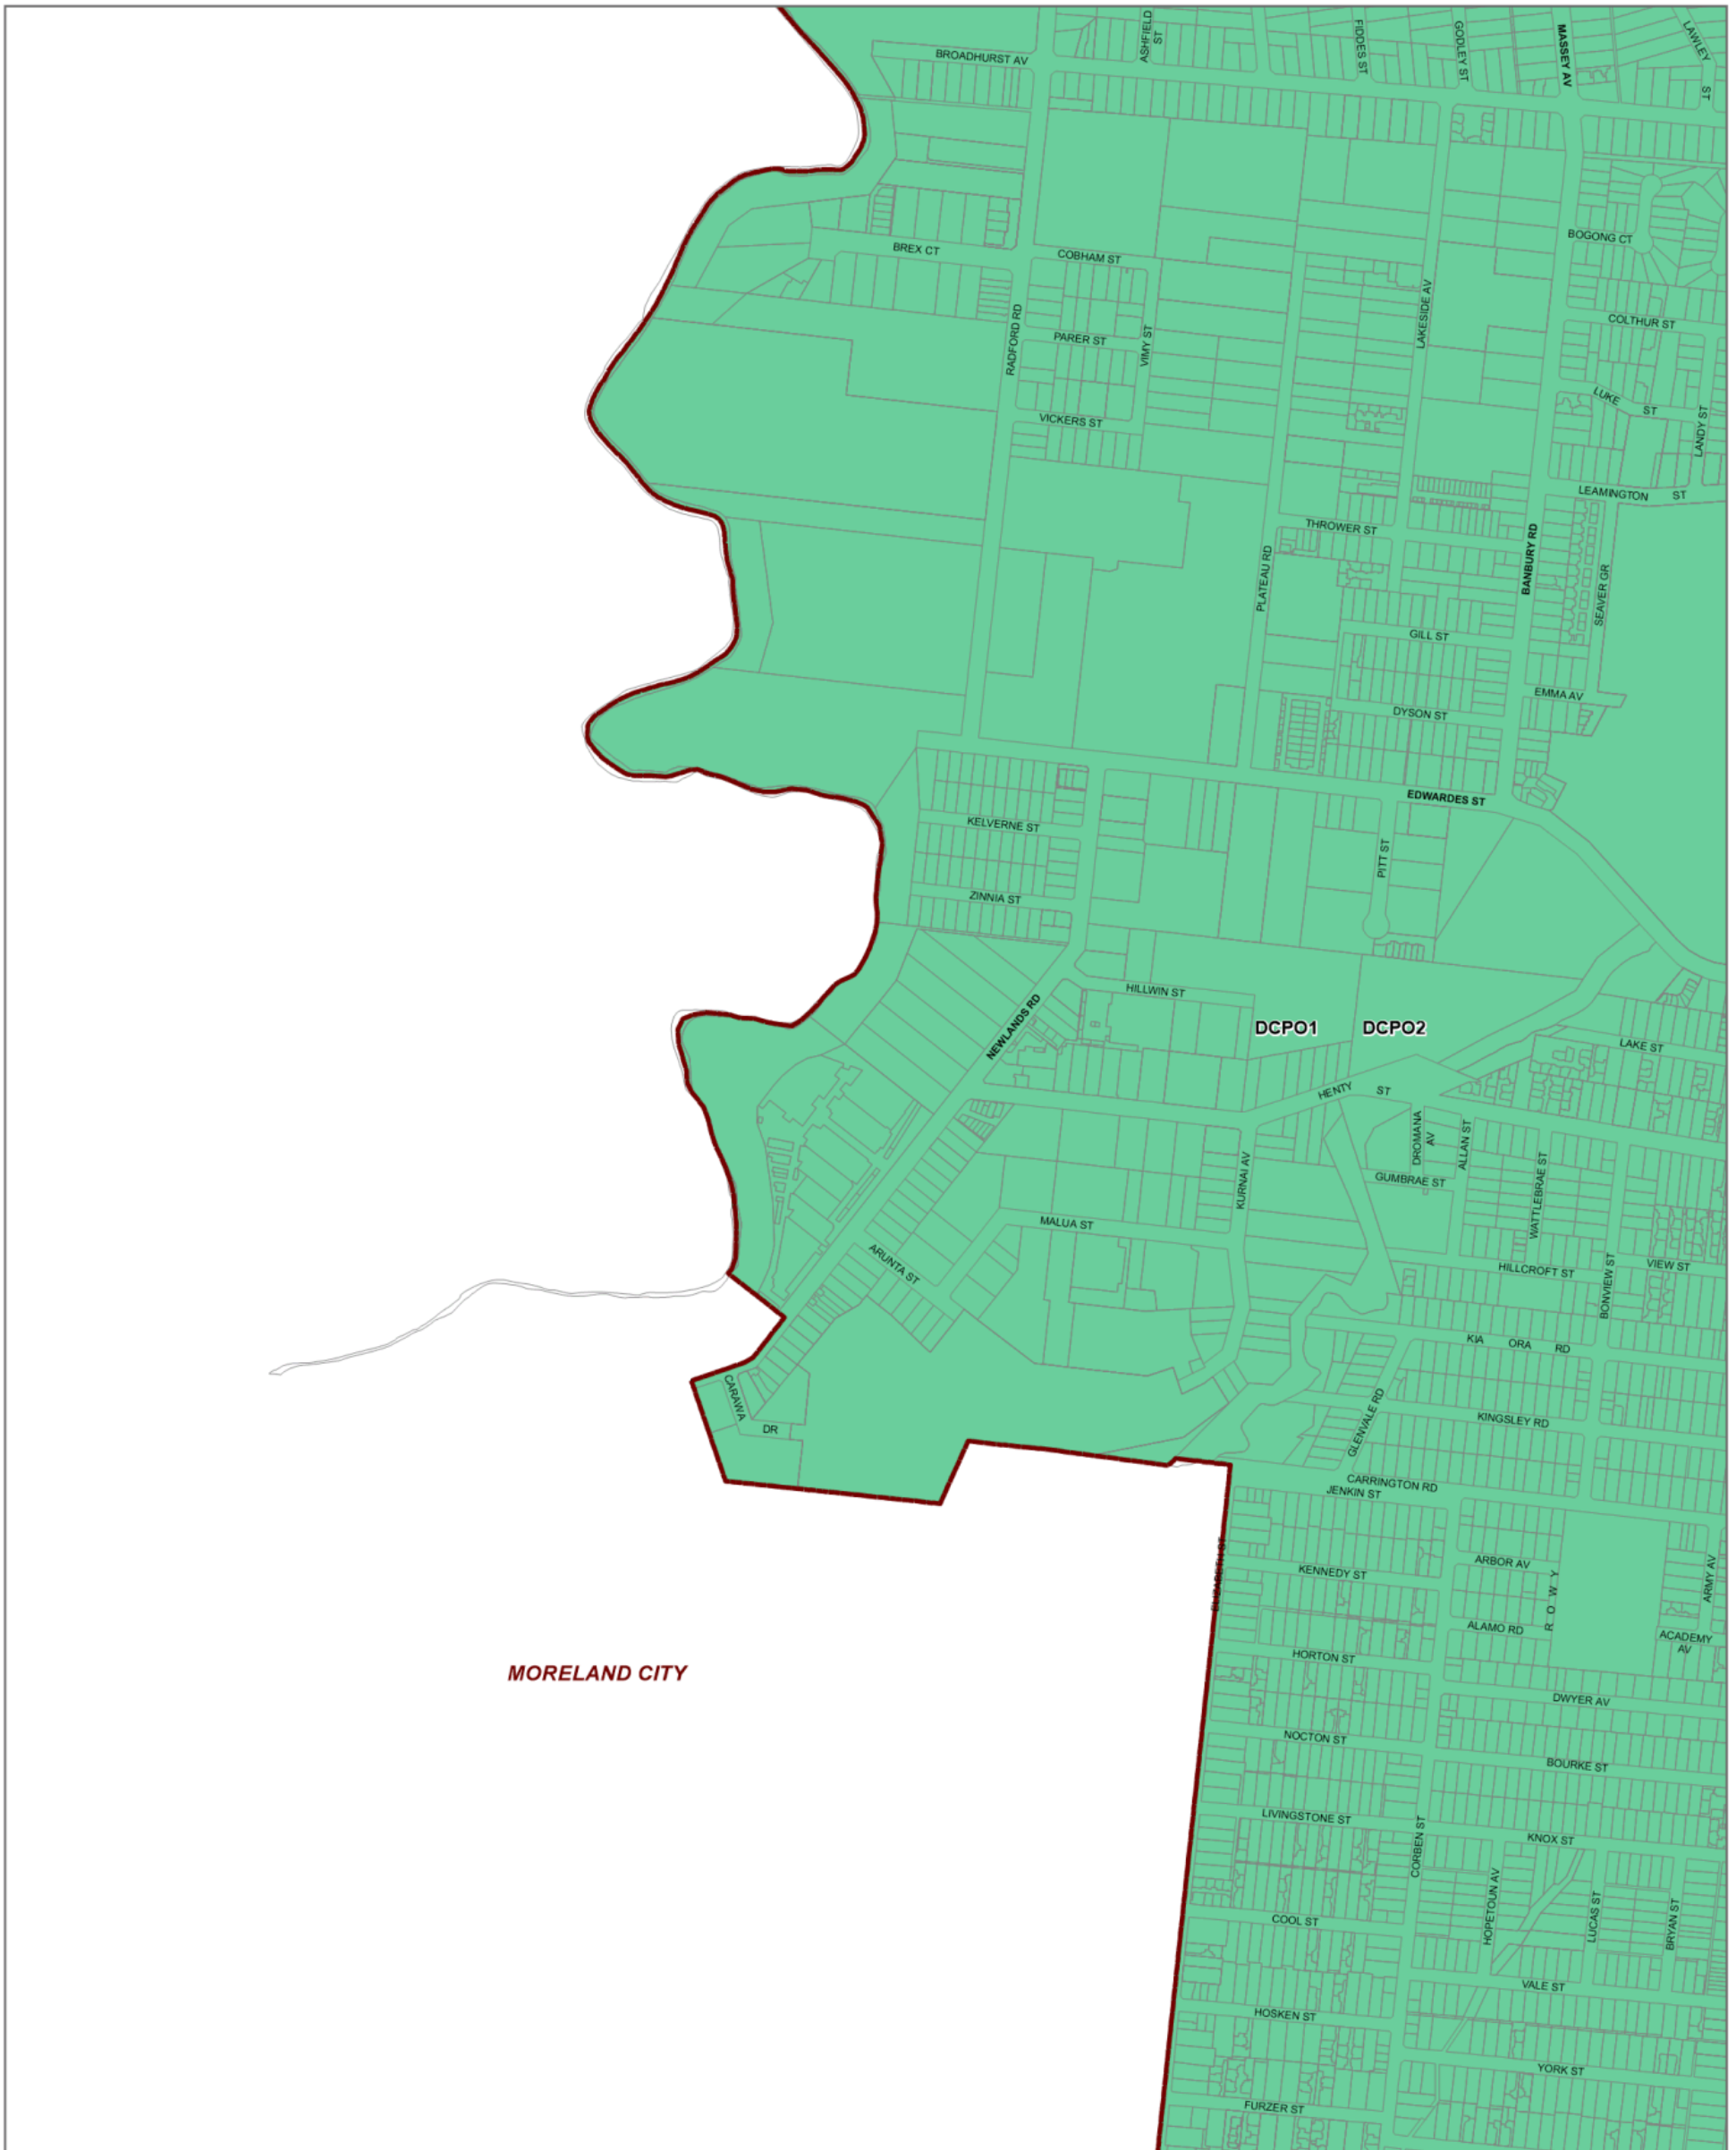 ASHFIELD
ST
FIDDES ST
GODLEY ST
MASSEY AV
LAWLEY
ST
BROADHURST AV
BREX CT
COBHAM ST
BOGONG CT
RADFORD RD
PARER ST
VIMY ST
LAKESIDE AV
COLTHUR ST
VICKERS ST
LUKE
ST
LANDY ST
LEAMINGTON
ST
THROWER ST
PLATEAU RD
BANBURY RD
SEAVER GR
GILL ST
EMMA AV
DYSON ST
EDWARDES ST
KELVERNE ST
PITT ST
ZINNIA ST
HILLWIN ST
NEWLANDS RD
DCPO1
DCPO2
LAKE ST
HENTY
ST
DROMANA
AV
ALLAN ST
KURNAI AV
GUMBRAE ST
WATTLEBRAE ST
MALUA ST
ARUNTA ST
HILLCROFT ST
BONVIEW ST
VIEW ST
KIA
ORA
RD
CARAWA
DR
GLENVALE RD
KINGSLEY RD
CARRINGTON RD
JENKIN ST
ELIZABETH ST
KENNEDY ST
ARBOR AV
ARMY AV
R O W Y
ALAMO RD
ACADEMY
AV
HORTON ST
MORELAND CITY
DWYER AV
NOCTON ST
BOURKE ST
LIVINGSTONE ST
CORBEN ST
KNOX ST
HOPETOUN AV
LUCAS ST
BRYAN ST
COOL ST
VALE ST
HOSKEN ST
YORK ST
FURZER ST